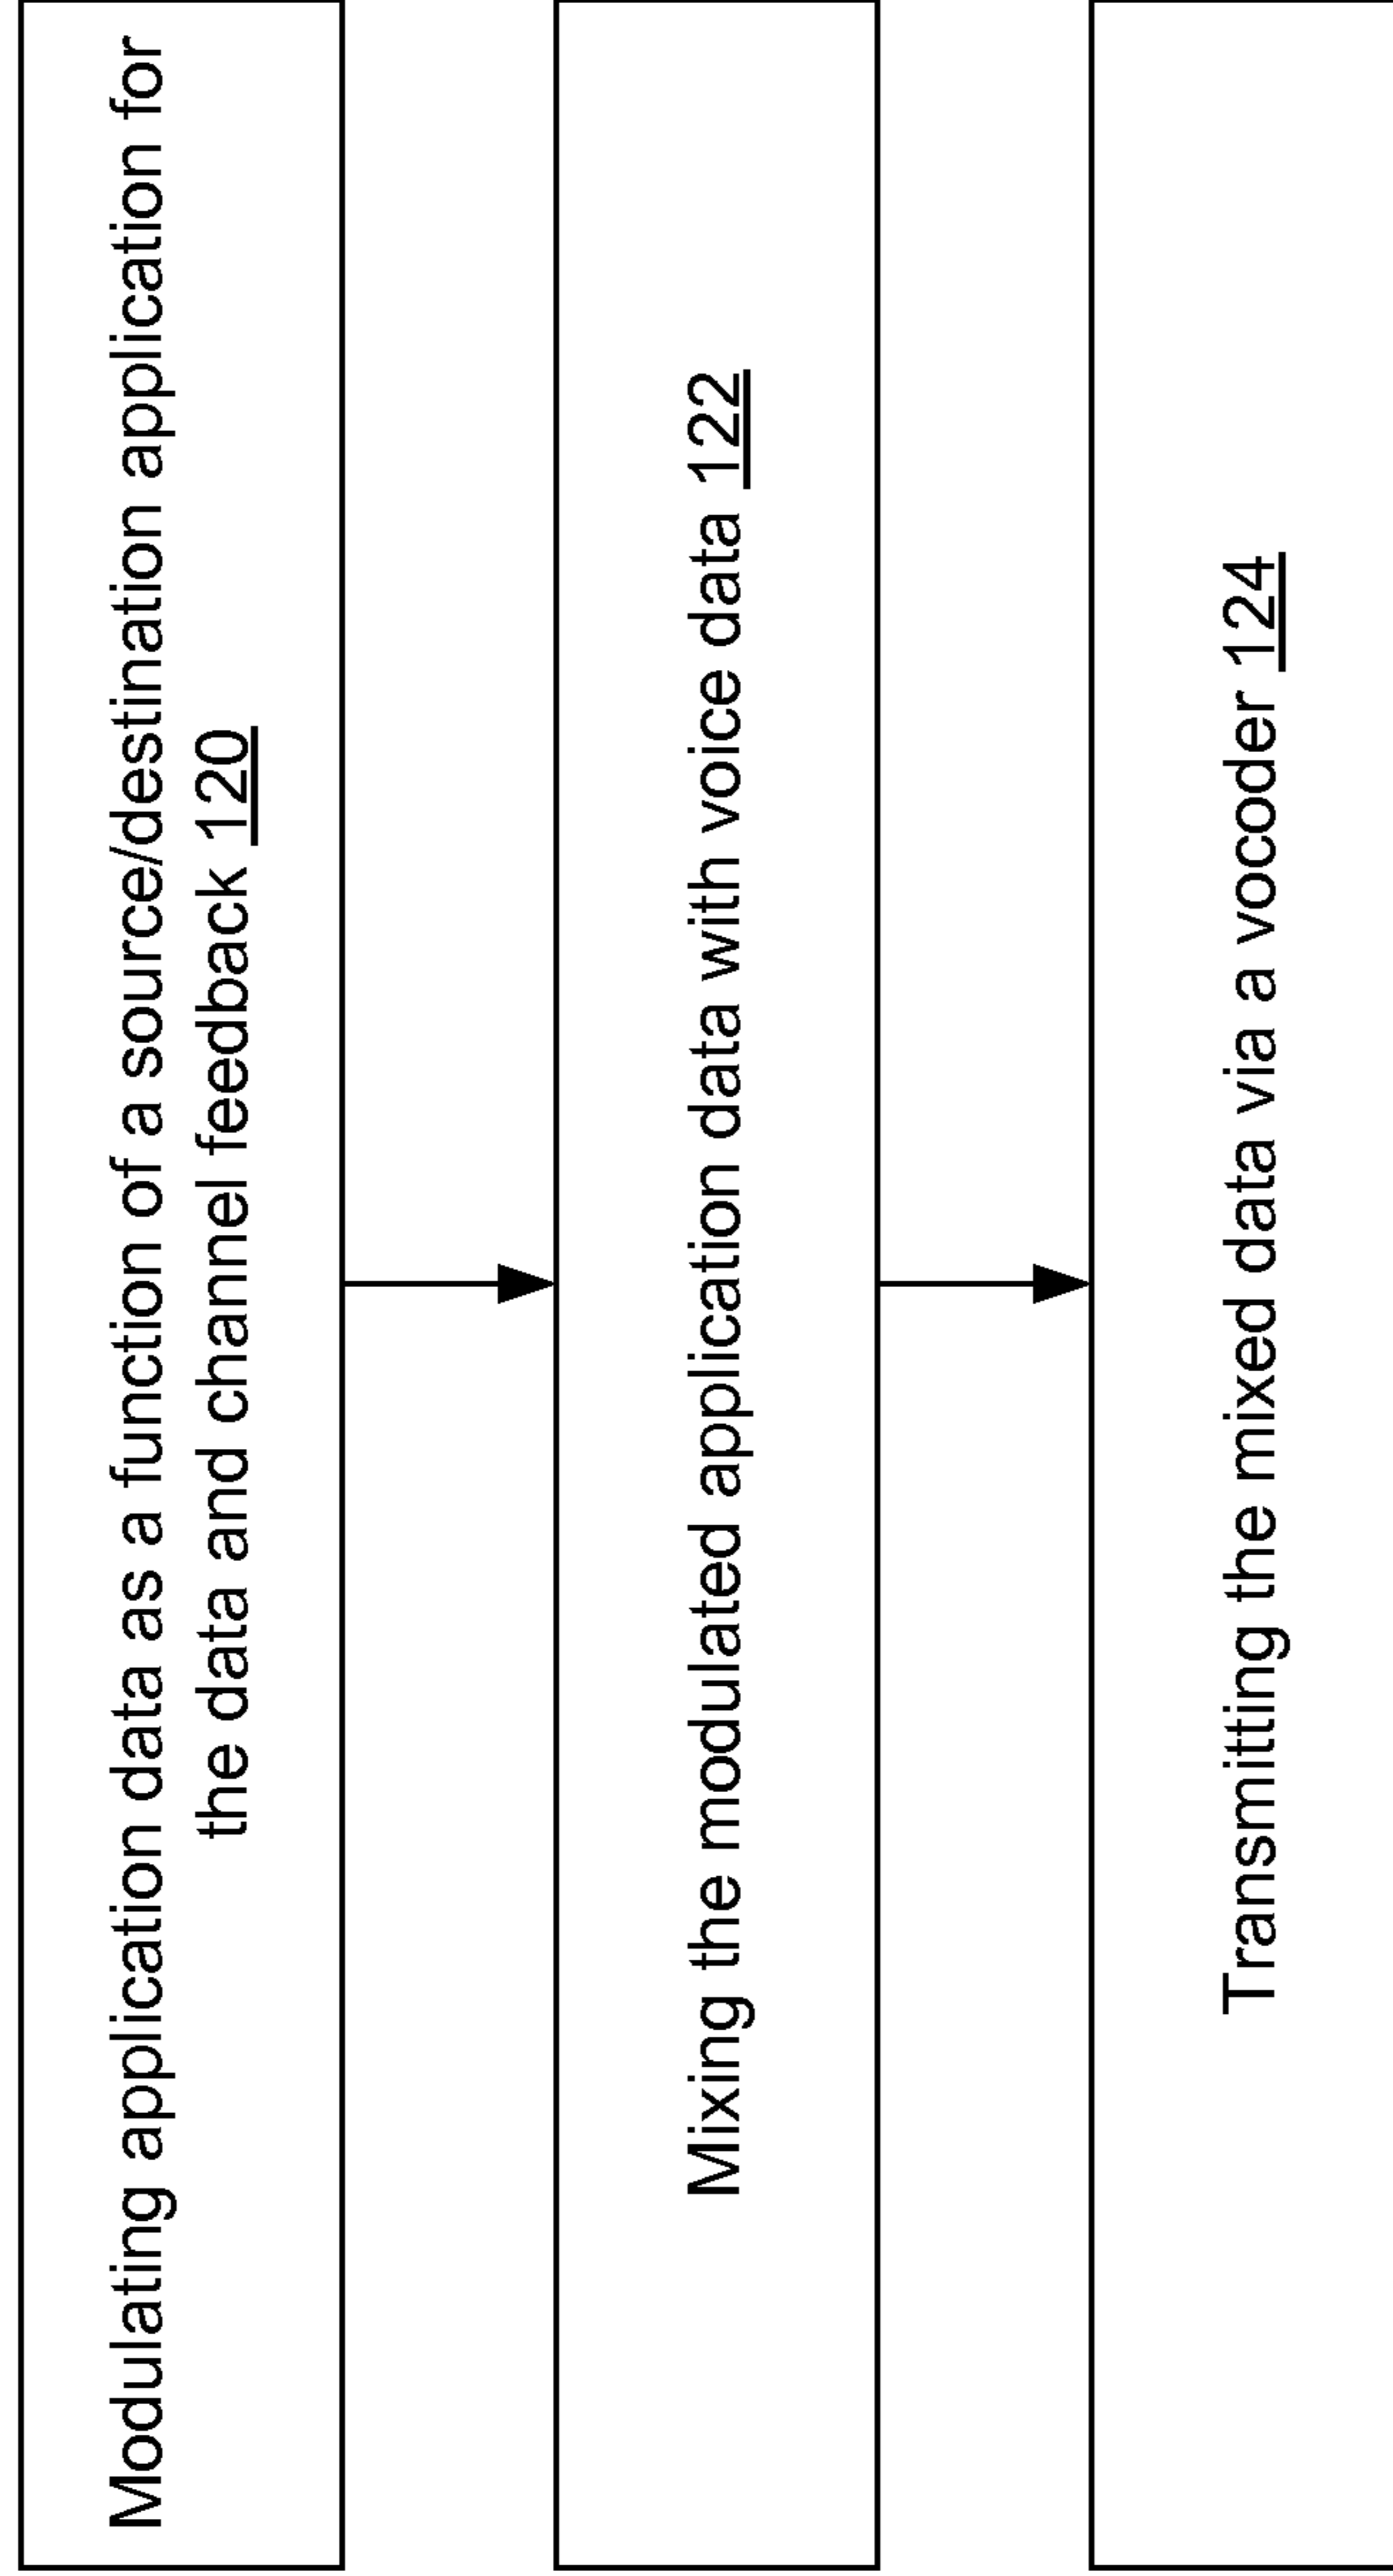 Modulating application data as a function of a source/destination application for
the data and channel feedback 120
Mixing the modulated application data with voice data 122
Transmitting the mixed data via a vocoder 124